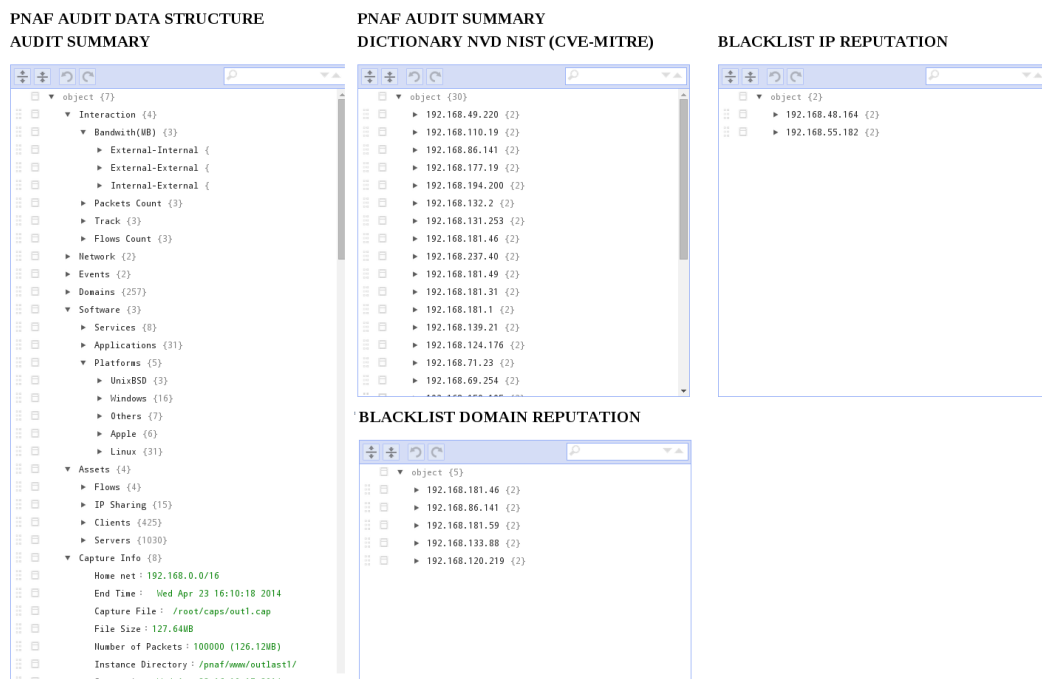 PNAF AUDIT DATA STRUCTURE
AUDIT SUMMARY
object {7}
Interaction {4}
Bandwith(MB) {3}
External-Internal {
External-External {
Internal-External {
Packets Count {3}
Track {3}
Flows Count {3}
Network {2}
Events {2}
Domains {257}
Software {3}
Services {8}
Applications {31}
Platforms {5}
UnixBSD {3}
Windows {16}
Others {7}
Apple {6}
Linux {31}
Assets {4}
Flows {4}
IP Sharing {15}
Clients {425}
Servers {1030}
Capture Info {8}
Home net : 192.168.0.0/16
End Time : Wed Apr 23 16:10:18 2014
Capture File : /root/caps/out1.cap
File Size : 127.64MB
Number of Packets : 100000 (126.12MB)
Instance Directory : /pnaf/www/outlast1/
PNAF AUDIT SUMMARY
DICTIONARY NVD NIST (CVE-MITRE)
object {30}
192.168.49.220 {2}
192.168.110.19 {2}
192.168.86.141 {2}
192.168.177.19 {2}
192.168.194.200 {2}
192.168.132.2 {2}
192.168.131.253 {2}
192.168.181.46 {2}
192.168.237.40 {2}
192.168.181.49 {2}
192.168.181.31 {2}
192.168.181.1 {2}
192.168.139.21 {2}
192.168.124.176 {2}
192.168.71.23 {2}
192.168.69.254 {2}
BLACKLIST IP REPUTATION
object {2}
192.168.48.164 {2}
192.168.55.182 {2}
BLACKLIST DOMAIN REPUTATION
object {5}
192.168.181.46 {2}
192.168.86.141 {2}
192.168.181.59 {2}
192.168.133.88 {2}
192.168.120.219 {2}